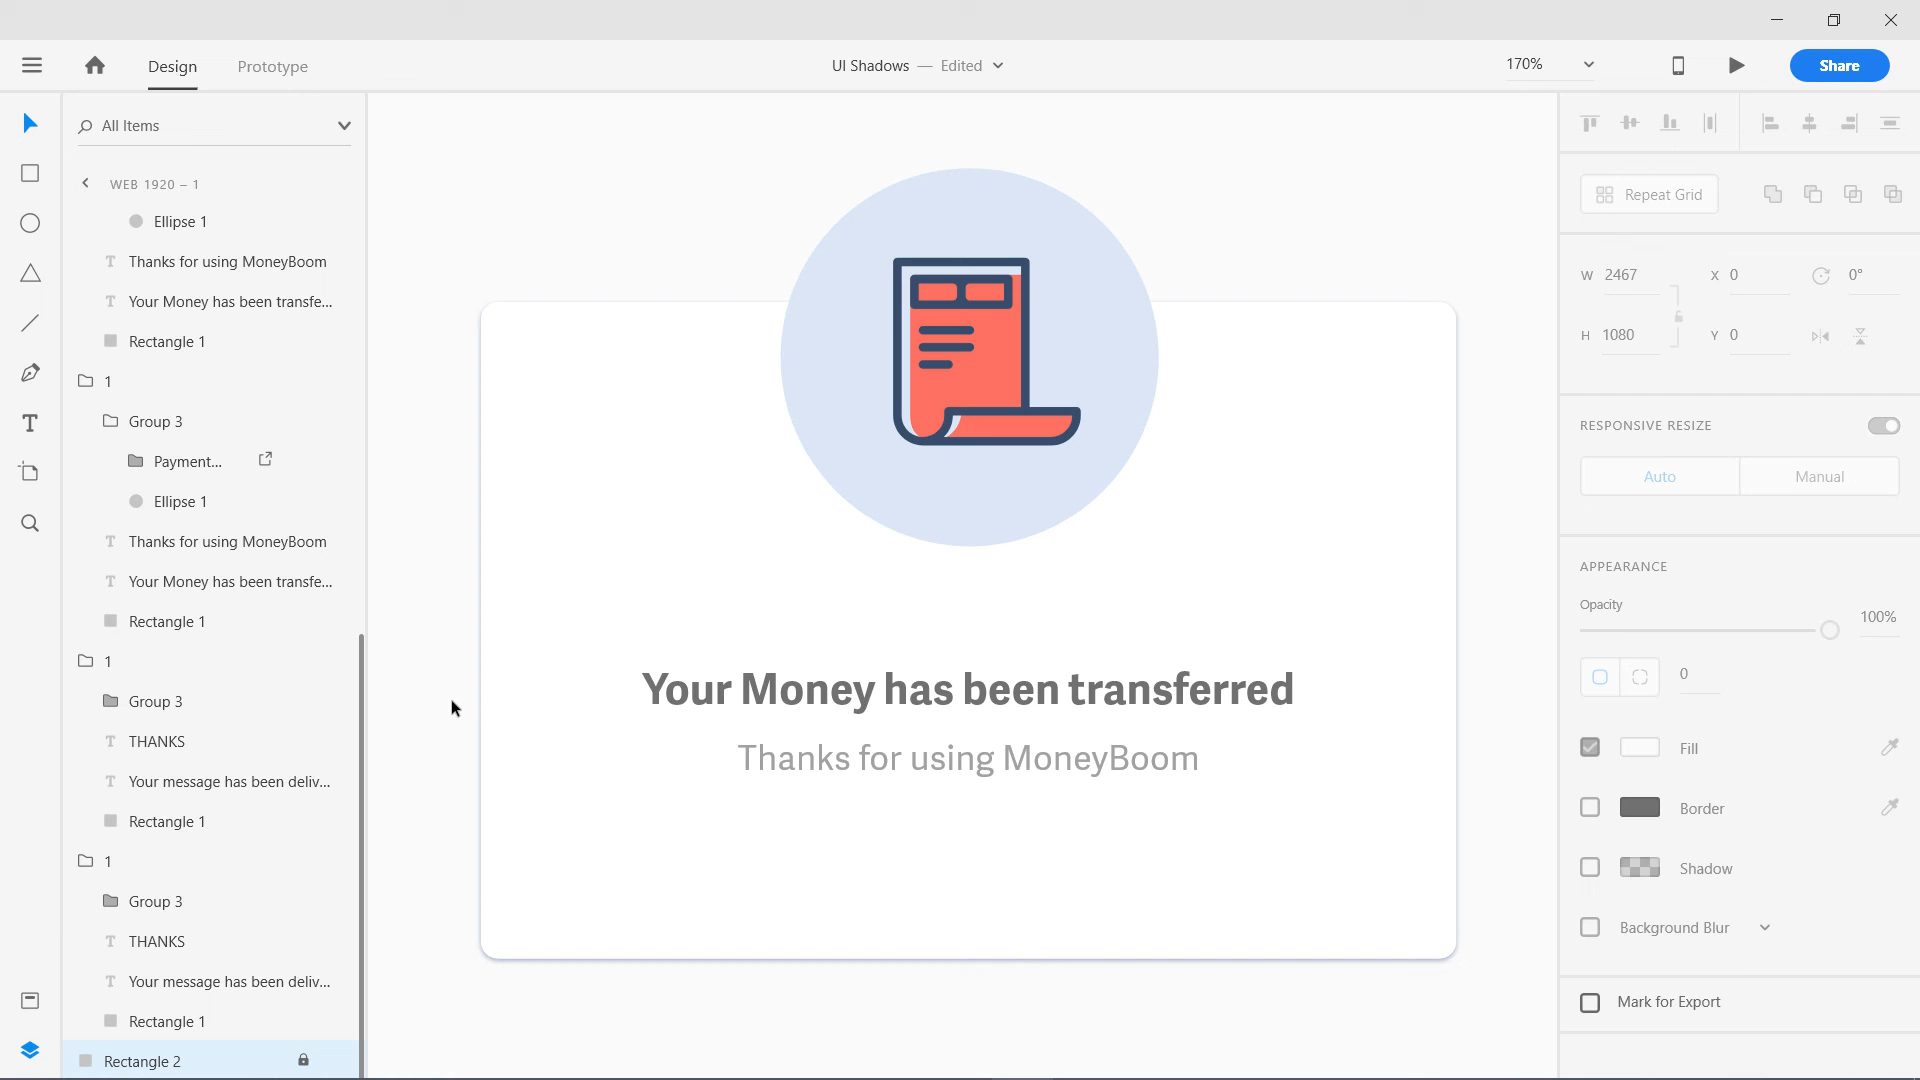 Design
Prototype
UI Shadows — Edited
170%
Share
All Items
WEB 1920 – 1
Ellipse 1
Thanks for using MoneyBoom
Your Money has been transfe...
Rectangle 1
1
Group 3
Payment...
Ellipse 1
Thanks for using MoneyBoom
Your Money has been transfe...
Rectangle 1
1
Group 3
THANKS
Your message has been deliv...
Rectangle 1
1
Group 3
THANKS
Your message has been deliv...
Rectangle 1
Rectangle 2
Your Money has been transferred
Thanks for using MoneyBoom
Repeat Grid
W 2467 X 0 0°
H 1080 Y 0
RESPONSIVE RESIZE
Auto Manual
APPEARANCE
Opacity
100%
0
Fill
Border
Shadow
Background Blur
Mark for Export